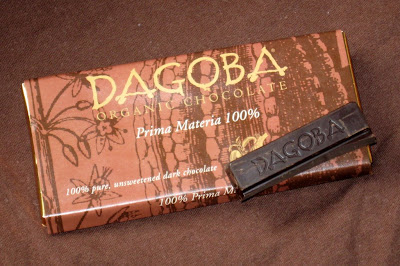 DAGOBA
ORGANIC CHOCOLATE
Prima Materia 100%
100% pure, unsweetened dark chocolate
100% Prima M
DAGOBA